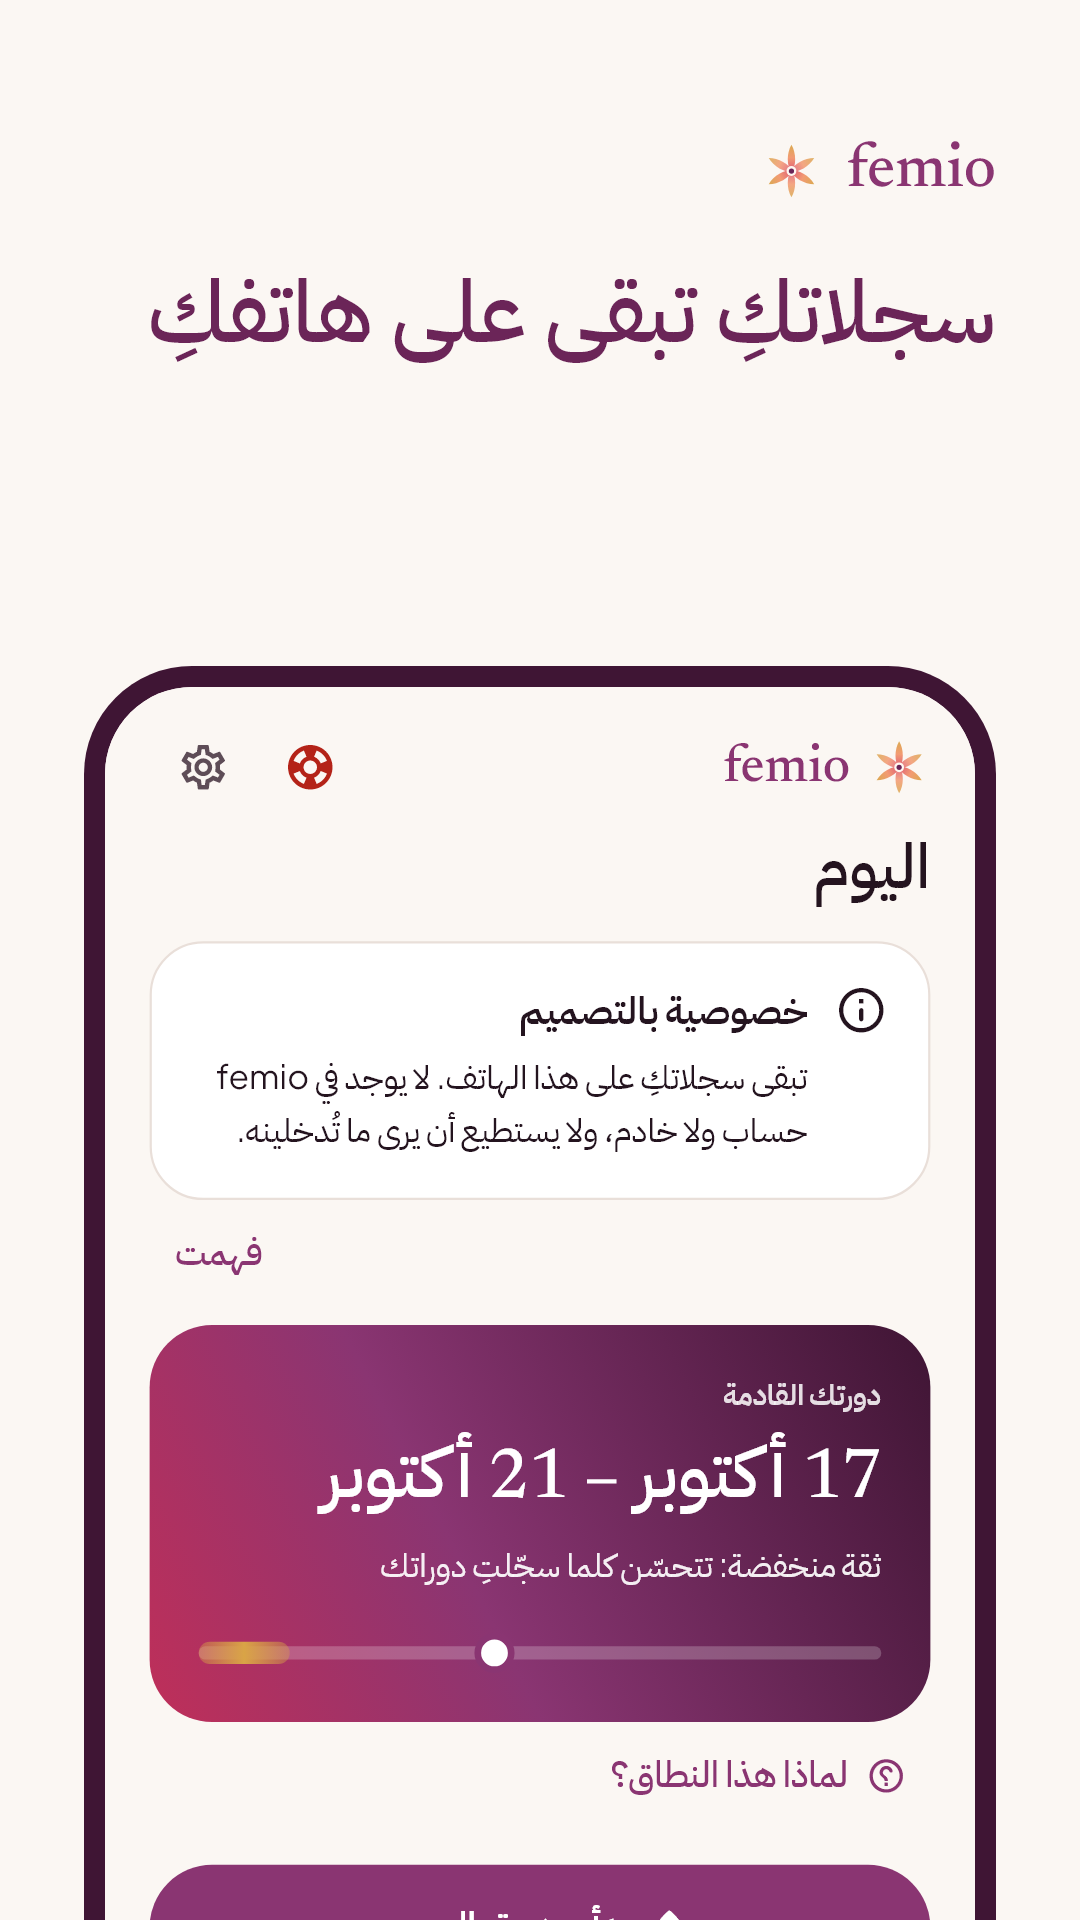 femio
سجلاتكِ تبقى على هاتفكِ
femio
اليوم
خصوصية بالتصميم
تبقى سجلاتكِ على هذا الهاتف. لا يوجد في femio
حساب ولا خادم، ولا يستطيع أن يرى ما تُدخلينه.
فهمت
دورتك القادمة
17 أكتوبر – 21 أكتوبر
ثقة منخفضة: تتحسّن كلما سجّلتِ دوراتك
لماذا هذا النطاق؟